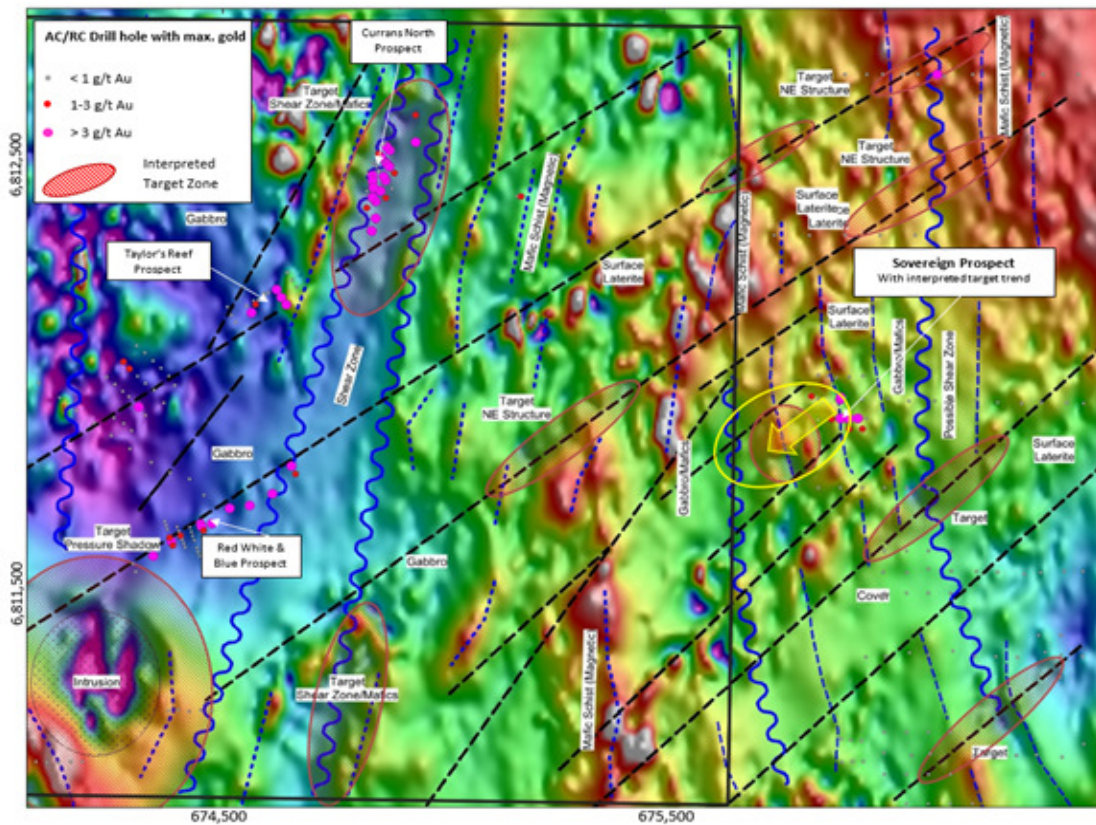 AC/RC Drill hole with max. gold
< 1 g/t Au
1-3 g/t Au
> 3 g/t Au
Interpreted
Target Zone
Currans North
Prospect
Target
Shear Zone/Mafics
Target
NE Structure
Mafic Schist (Magnetic)
Target
NE Structure
6,812,500
Gabbro
Mafic Schist (Magnetic)
Surface
Laterite
Laterite
Taylor's Reef
Prospect
Surface
Laterite
Mafic Schist (Magnetic)
Sovereign Prospect
With interpreted target trend
Surface
Laterite
Shear Zone
Gabbro/Mafics
Possible Shear Zone
Target
NE Structure
Gabbro
Gabbro/Mafics
Surface
Laterite
Target
Pressure Shadow
Target
Red White &
Blue Prospect
Gabbro
6,811,500
Cover
Intrusion
Target
Shear Zone/Mafics
Mafic Schist (Magnetic)
Target
674,500
675,500